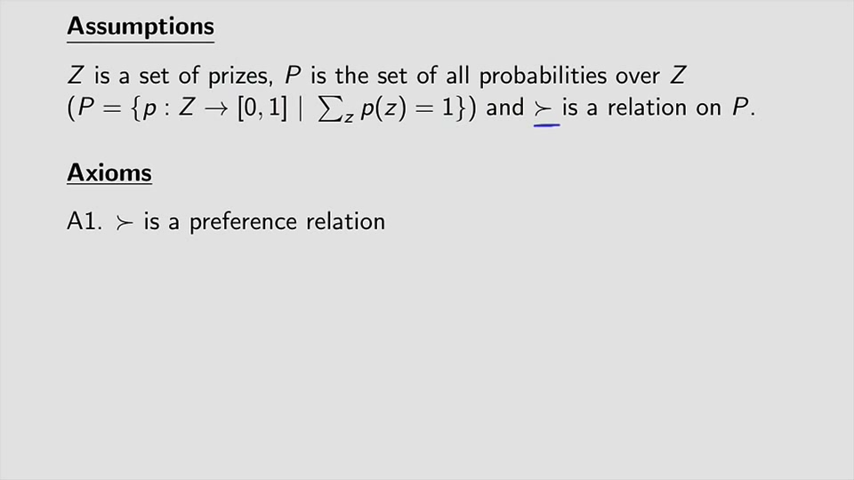 Assumptions
Z is a set of prizes, P is the set of all probabilities over Z
(P = {p : Z → [0, 1] | ∑z p(z) = 1}) and ≻ is a relation on P.
Axioms
A1. ≻ is a preference relation